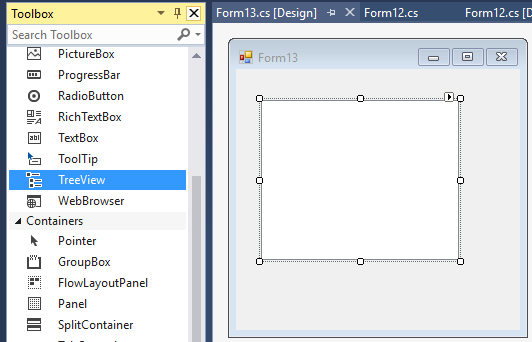 Toolbox
Search Toolbox
PictureBox
ProgressBar
RadioButton
RichTextBox
abl
TextBox
ToolTip
TreeView
WebBrowser
Containers
Pointer
GroupBox
FlowLayoutPanel
Panel
SplitContainer
Form13.cs [Design]
Form12.cs
Form12.cs [D
Form13